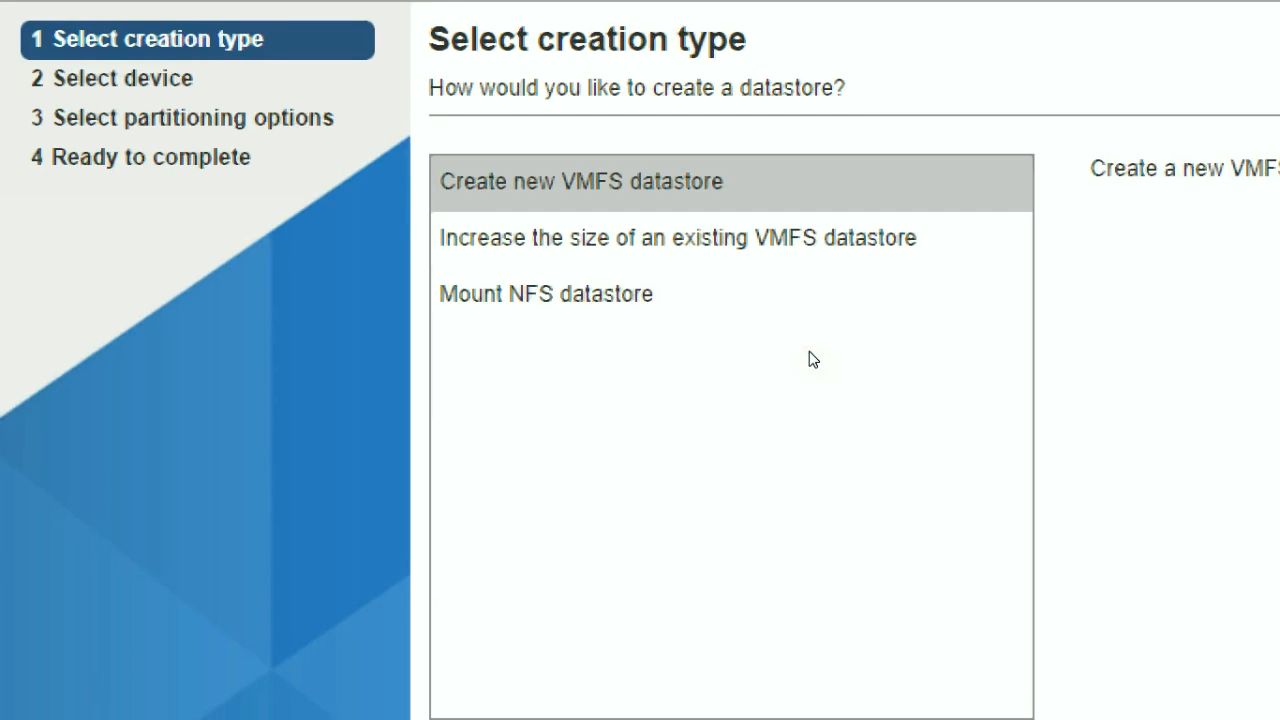 1 Select creation type
2 Select device
3 Select partitioning options
4 Ready to complete
Select creation type
How would you like to create a datastore?
Create new VMFS datastore
Increase the size of an existing VMFS datastore
Mount NFS datastore
Create a new VMFS